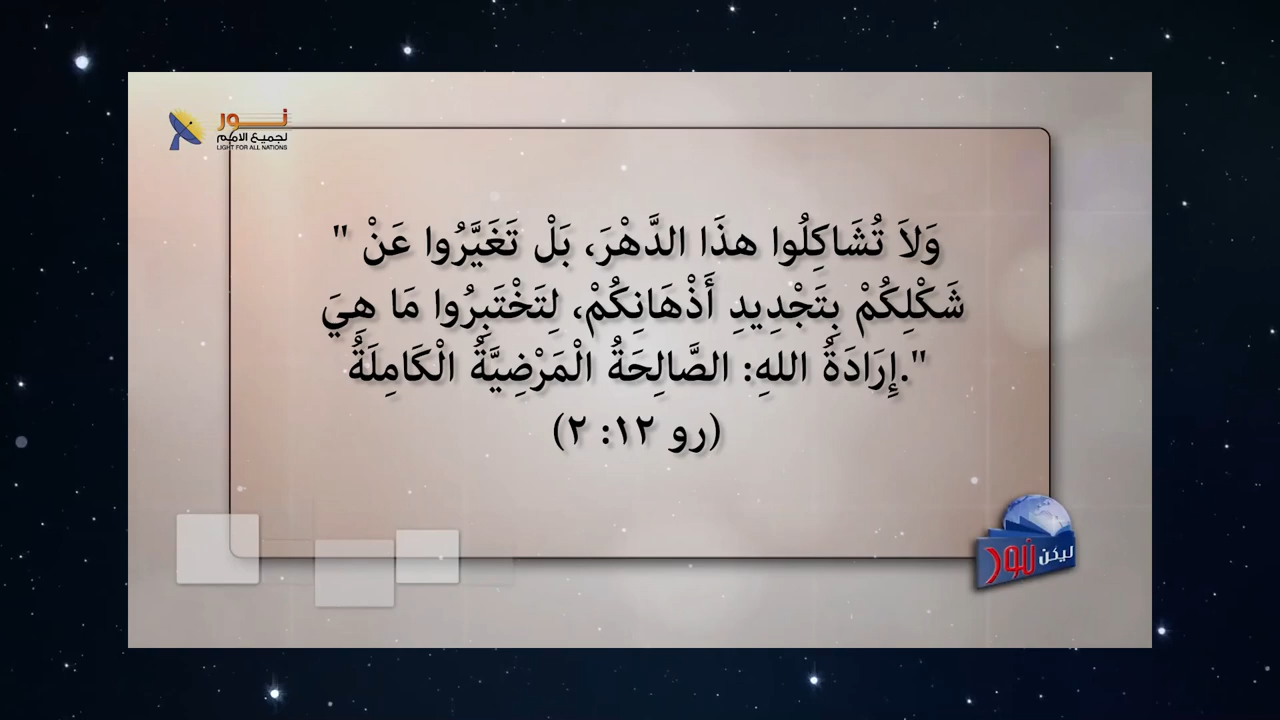 نور
لجميع الامم
LIGHT FOR ALL NATIONS
وَلاَ تُشَاكِلُوا هذَا الدَّهْرَ، بَلْ تَغَيَّرُوا عَنْ "
شَكْلِكُمْ بِتَجْدِيدِ أَذْهَانِكُمْ، لِتَخْتَبِرُوا مَا هِيَ
".إِرَادَةُ اللهِ: الصَّالِحَةُ الْمَرْضِيَّةُ الْكَامِلَةُ
(رو ١٢: ٢)
ليكن نور